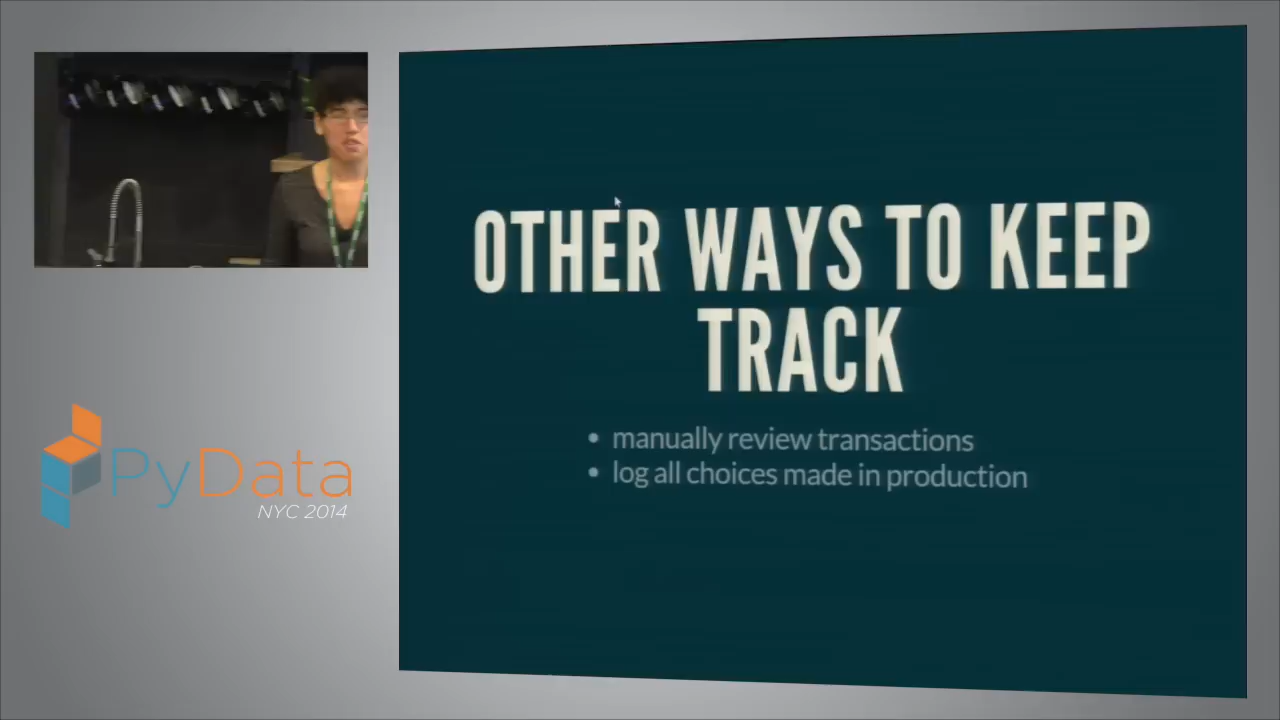 OTHER WAYS TO KEEP
TRACK
• manually review transactions
• log all choices made in production
PyData
NYC 2014